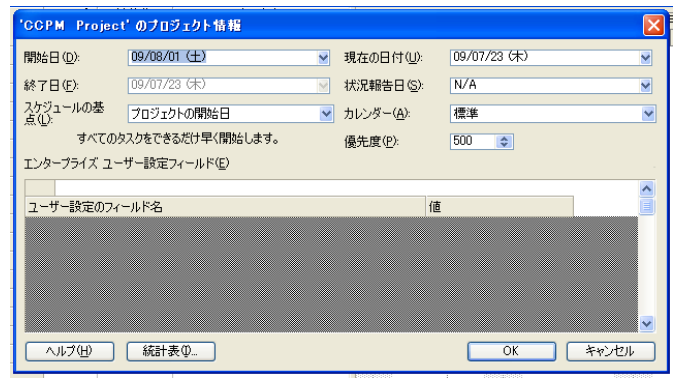 'CCPM Project' のプロジェクト情報
開始日(D): 09/08/01 (土) 現在の日付(U): 09/07/23 (木)
終了日(F): 09/07/23 (木) 状況報告日(S): N/A
スケジュールの基点(L): プロジェクトの開始日 カレンダー(A): 標準
すべてのタスクをできるだけ早く開始します。 優先度(P): 500
エンタープライズ ユーザー設定フィールド(E)
ユーザー設定のフィールド名 値
ヘルプ(H) 統計表(I)... OK キャンセル